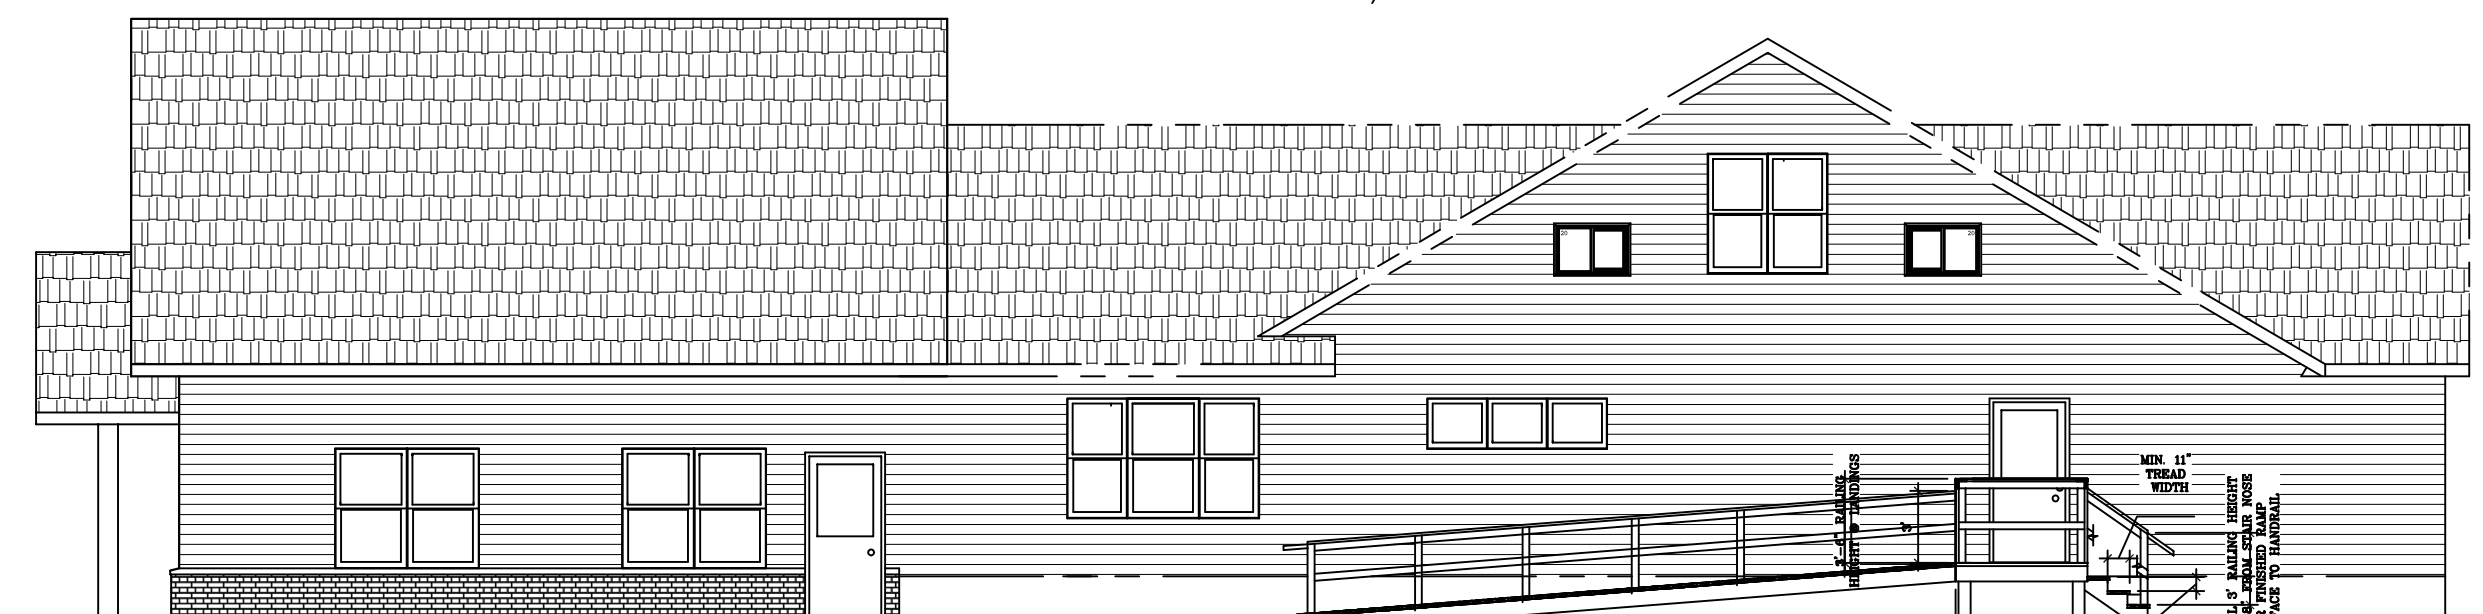 20
20
3'-6" RAILING
HEIGHT @ LANDINGS
3'
MIN. 11"
TREAD
WIDTH
3' RAILING HEIGHT
FROM STAIR NOSE
FINISHED RAMP
TO HANDRAIL